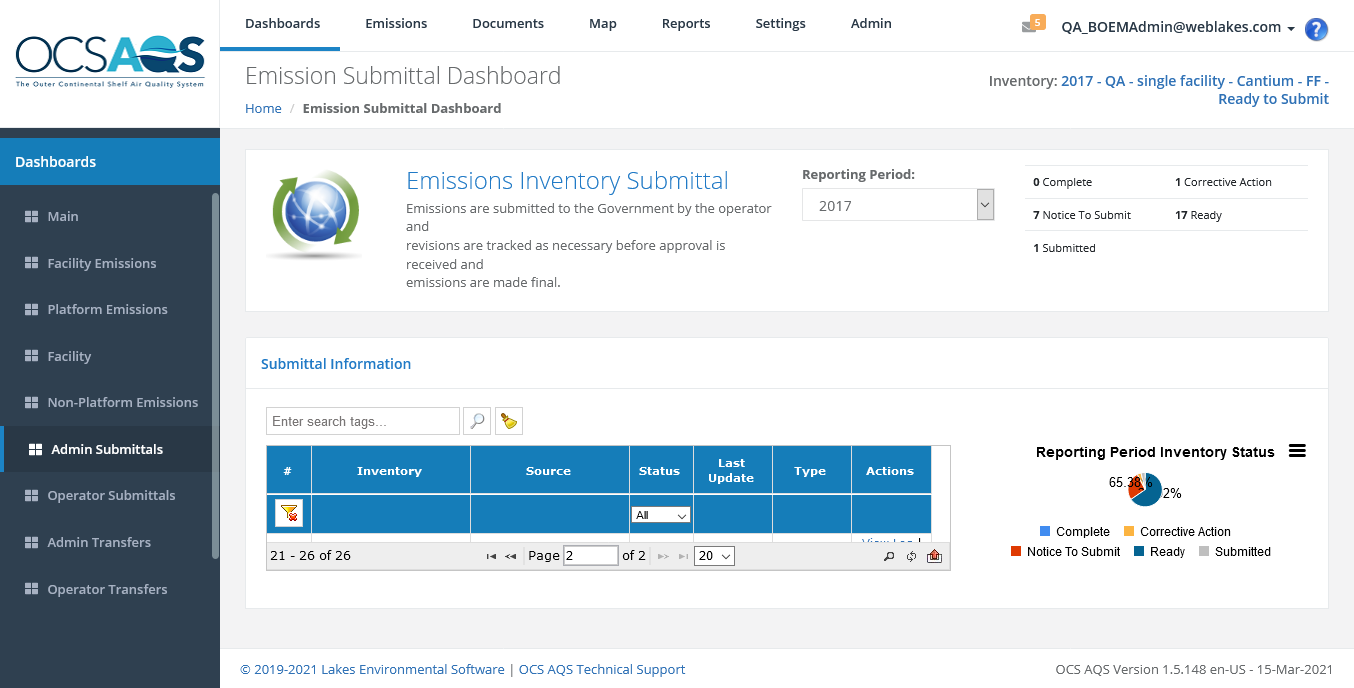 OCSAQS
The Outer Continental Shelf Air Quality System
Dashboards
Emissions
Documents
Map
Reports
Settings
Admin
5
QA_BOEMAdmin@weblakes.com
?
Emission Submittal Dashboard
Home / Emission Submittal Dashboard
Inventory: 2017 - QA - single facility - Cantium - FF -
Ready to Submit
Dashboards
Main
Facility Emissions
Platform Emissions
Facility
Non-Platform Emissions
Admin Submittals
Operator Submittals
Admin Transfers
Operator Transfers
Emissions Inventory Submittal
Emissions are submitted to the Government by the operator
and
revisions are tracked as necessary before approval is
received and
emissions are made final.
Reporting Period:
2017
0 Complete
1 Corrective Action
7 Notice To Submit
17 Ready
1 Submitted
Submittal Information
Enter search tags...
# Inventory Source Status Last
Update Type Actions
All
View Log |
21 - 26 of 26
Page 2 of 2
20
Reporting Period Inventory Status
65.38%
2%
Complete
Corrective Action
Notice To Submit
Ready
Submitted
© 2019-2021 Lakes Environmental Software | OCS AQS Technical Support
OCS AQS Version 1.5.148 en-US - 15-Mar-2021